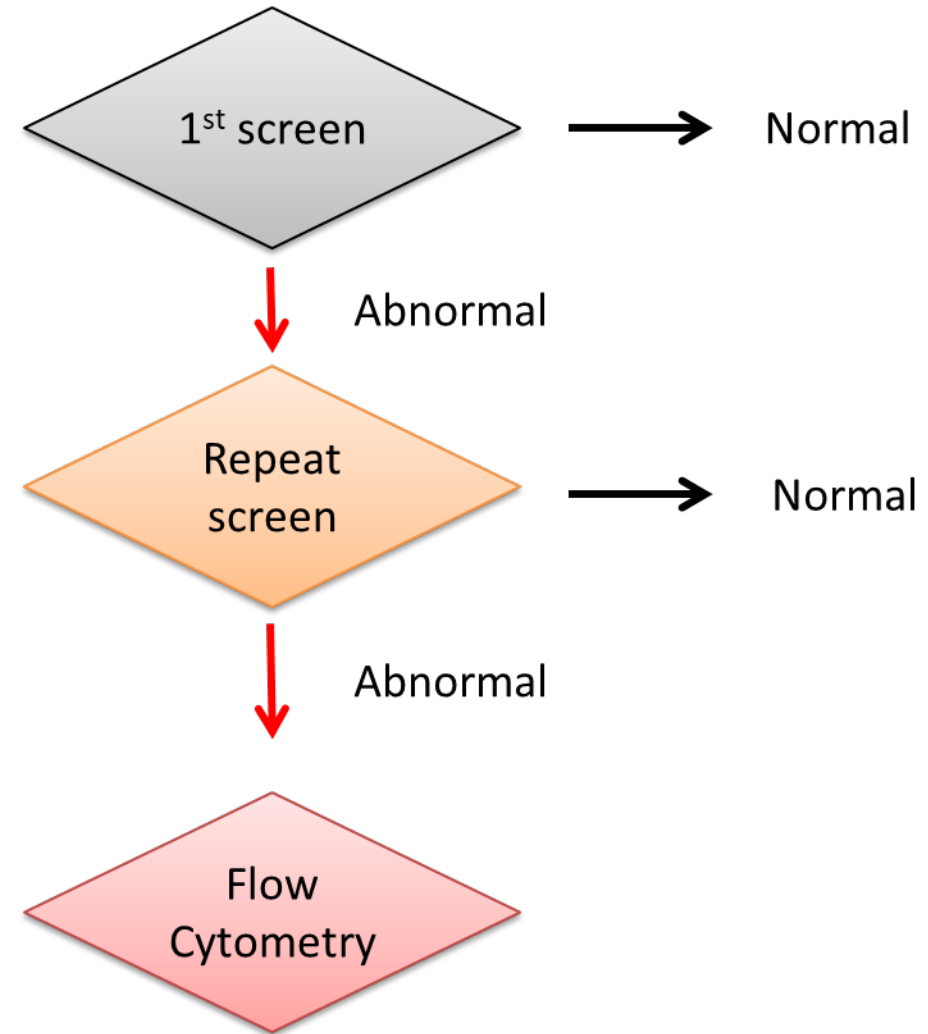 1st screen
Normal
Abnormal
Repeat
screen
Normal
Abnormal
Flow
Cytometry